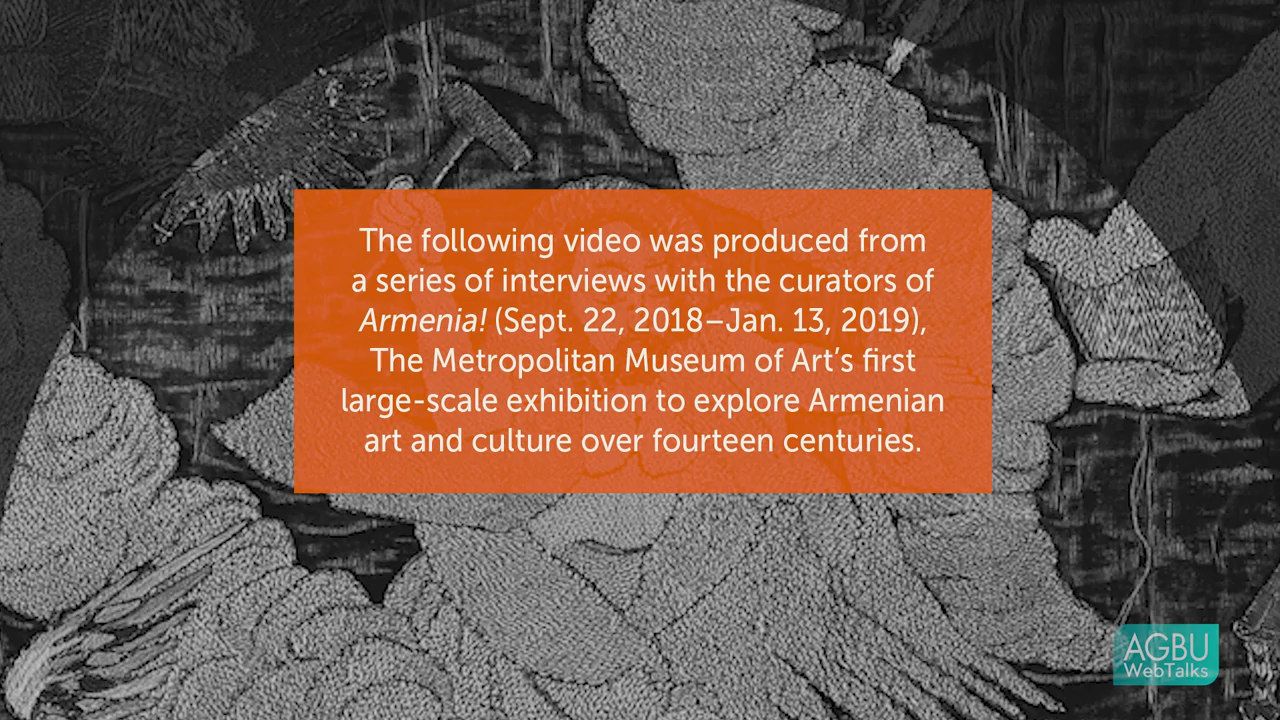 The following video was produced from
a series of interviews with the curators of
Armenia! (Sept. 22, 2018–Jan. 13, 2019),
The Metropolitan Museum of Art’s first
large-scale exhibition to explore Armenian
art and culture over fourteen centuries.
AGBU
WebTalks